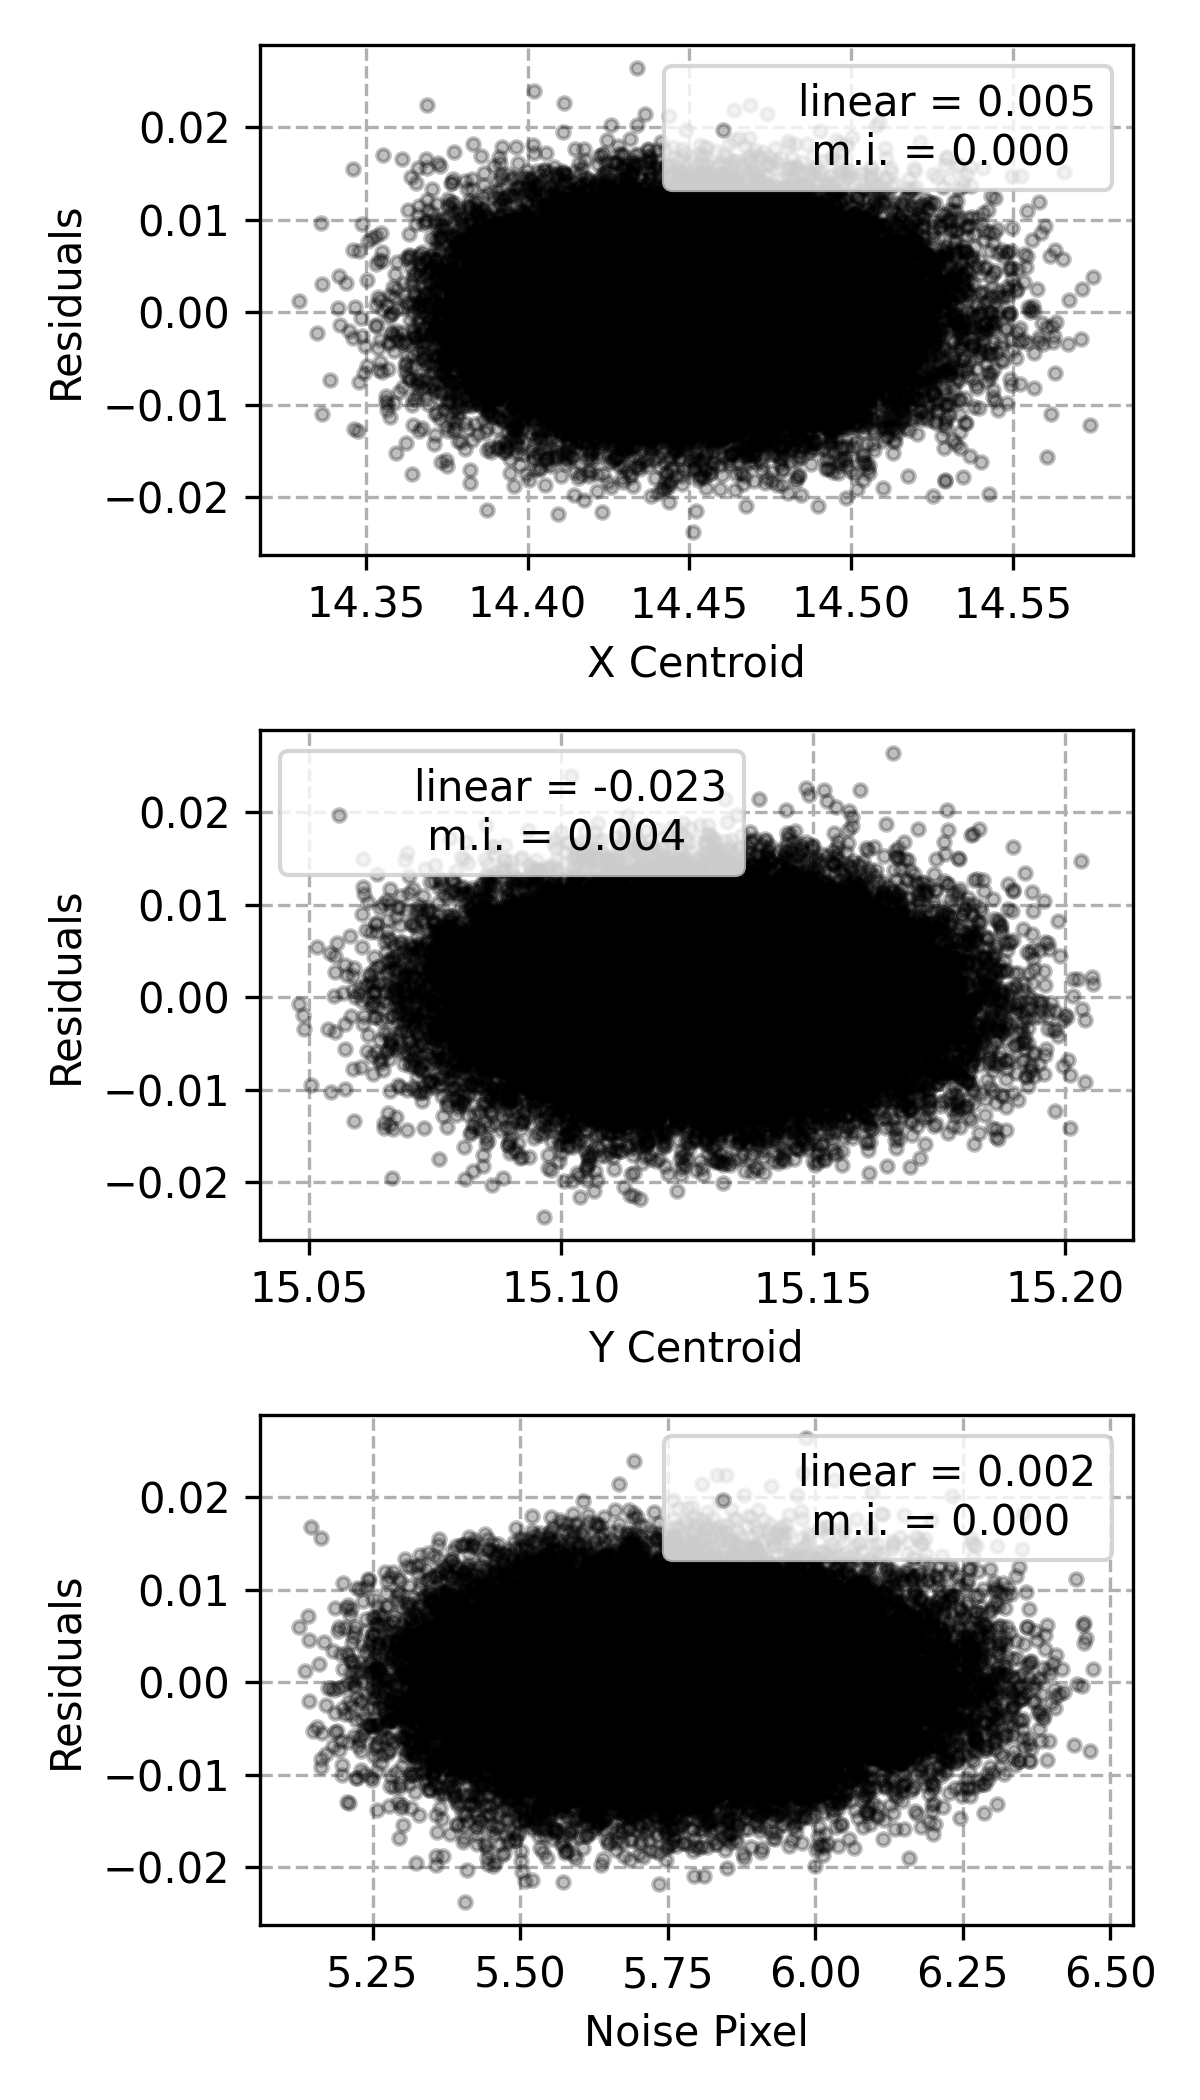 linear = 0.005
m.i. = 0.000
0.02
0.01
0.00
−0.01
−0.02
Residuals
14.35 14.40 14.45 14.50 14.55
X Centroid
linear = -0.023
m.i. = 0.004
0.02
0.01
0.00
−0.01
−0.02
Residuals
15.05 15.10 15.15 15.20
Y Centroid
linear = 0.002
m.i. = 0.000
0.02
0.01
0.00
−0.01
−0.02
Residuals
5.25 5.50 5.75 6.00 6.25 6.50
Noise Pixel